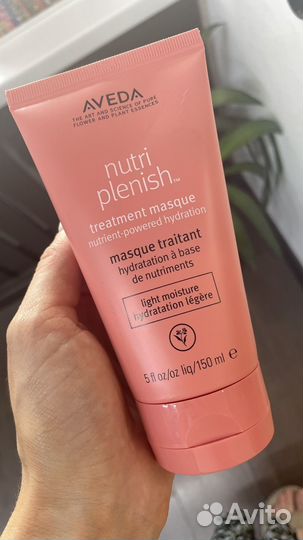 AVEDA
THE ART AND SCIENCE OF PURE
FLOWER AND PLANT ESSENCES
nutri
plenish™
treatment masque
nutrient-powered hydration
masque traitant
hydratation à base
de nutriments
light moisture
hydratation légère
5 fl oz/oz liq/150 ml e
Avito